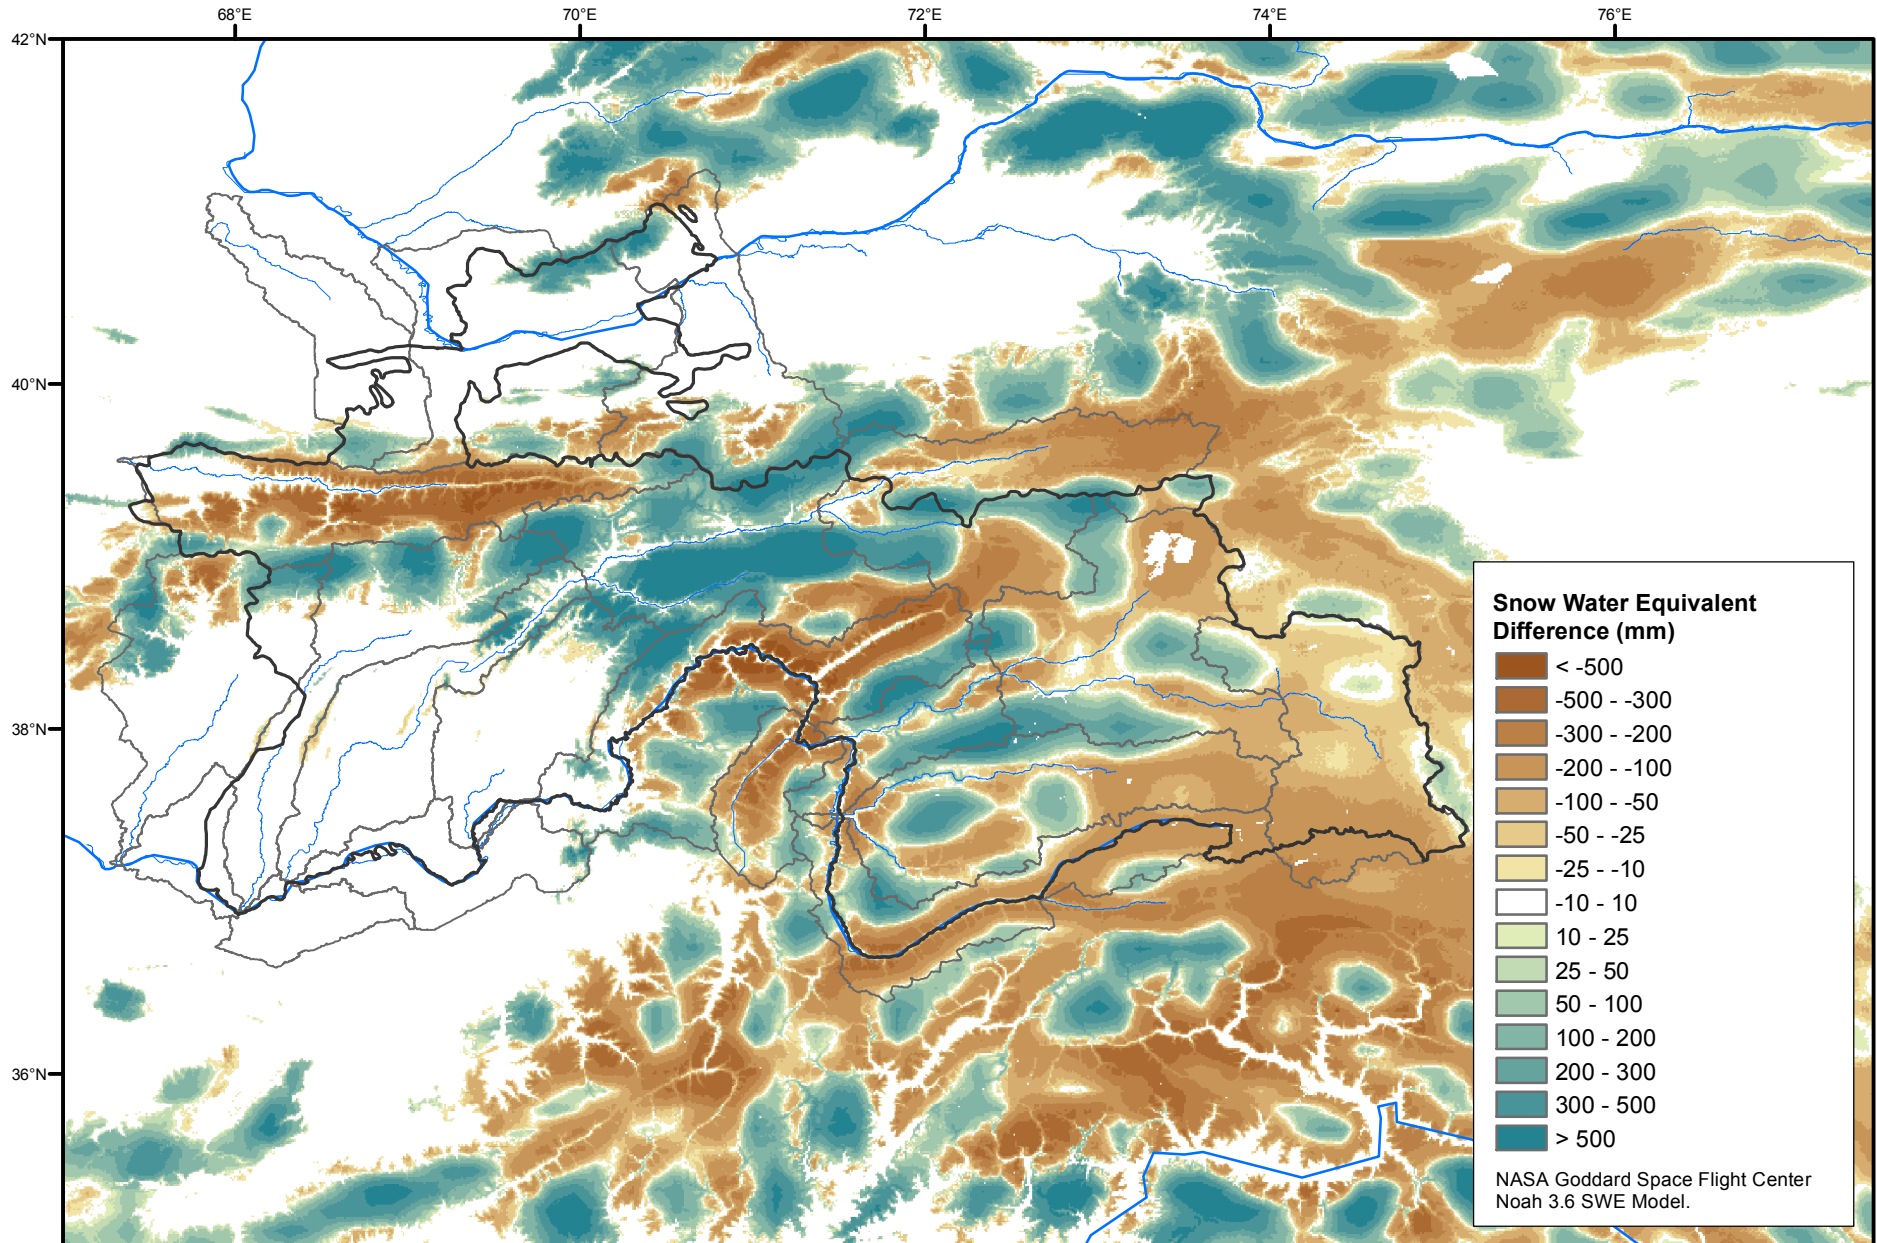 68°E
70°E
72°E
74°E
76°E
42°N
40°N
38°N
36°N
Snow Water Equivalent
Difference (mm)
< -500
-500 - -300
-300 - -200
-200 - -100
-100 - -50
-50 - -25
-25 - -10
-10 - 10
10 - 25
25 - 50
50 - 100
100 - 200
200 - 300
300 - 500
> 500
NASA Goddard Space Flight Center
Noah 3.6 SWE Model.